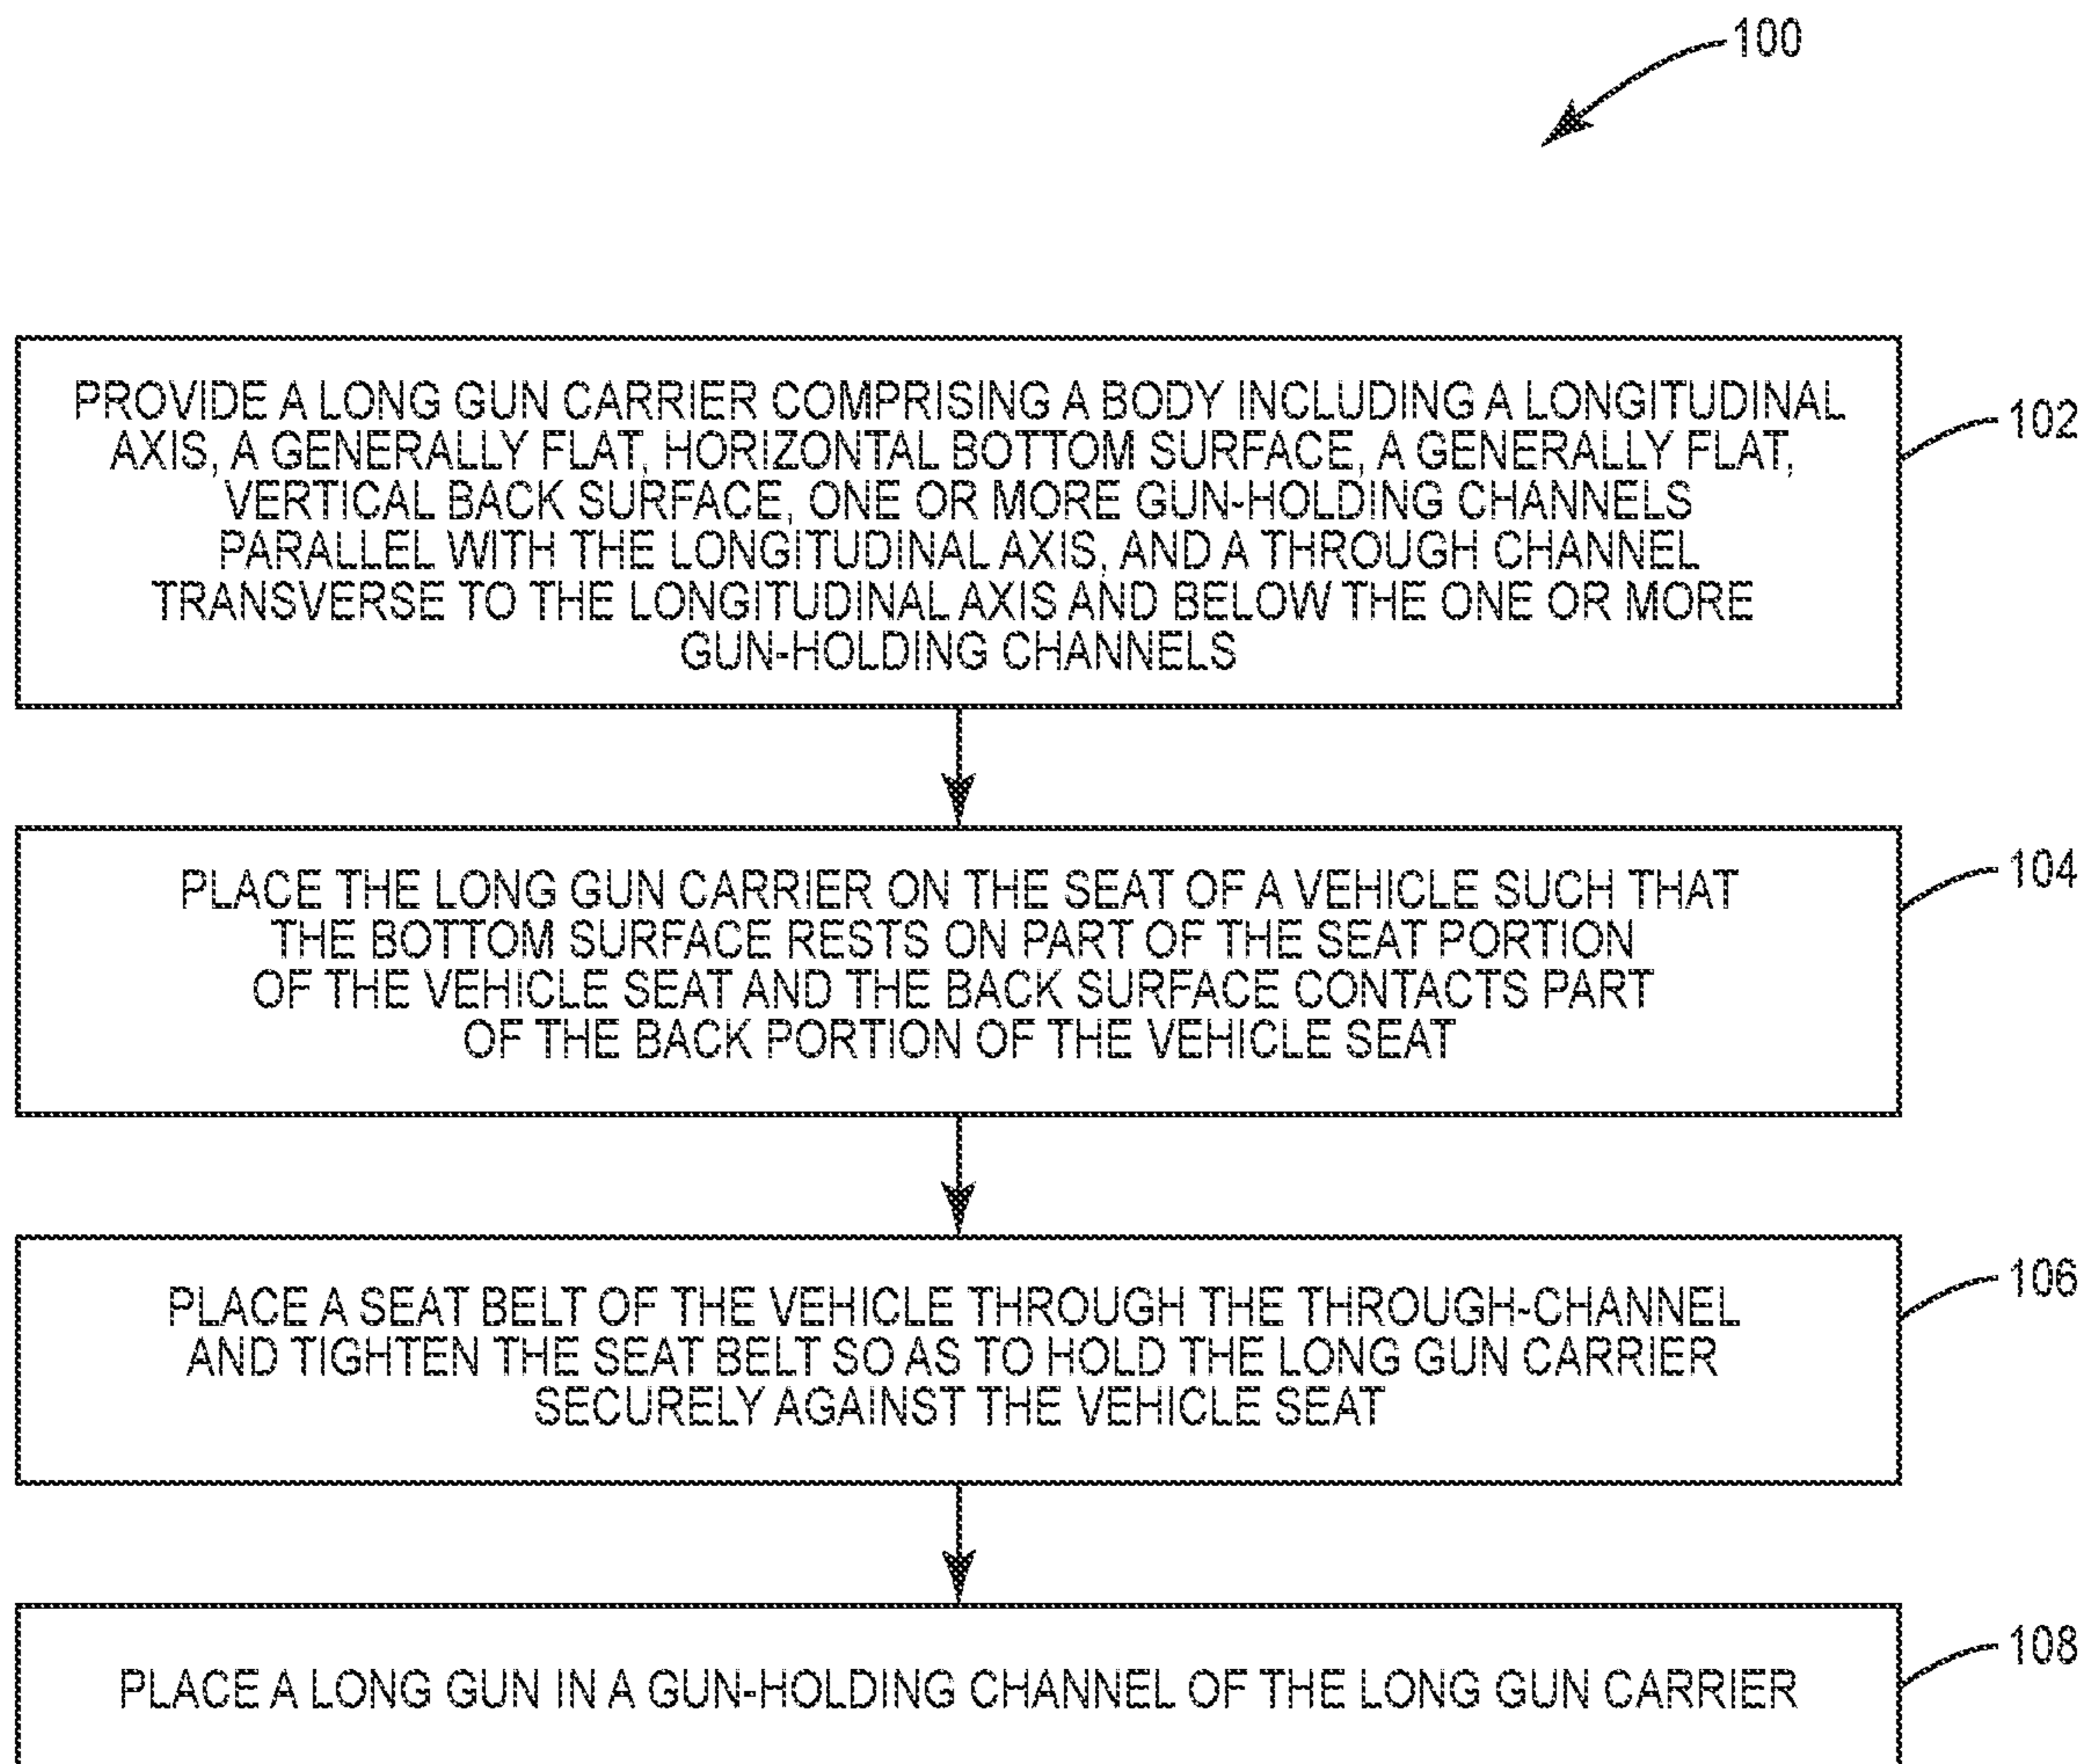 100
PROVIDE A LONG GUN CARRIER COMPRISING A BODY INCLUDING A LONGITUDINAL
AXIS, A GENERALLY FLAT, HORIZONTAL BOTTOM SURFACE, A GENERALLY FLAT,
VERTICAL BACK SURFACE, ONE OR MORE GUN-HOLDING CHANNELS
PARALLEL WITH THE LONGITUDINAL AXIS, AND A THROUGH CHANNEL
TRANSVERSE TO THE LONGITUDINAL AXIS AND BELOW THE ONE OR MORE
GUN-HOLDING CHANNELS
102
PLACE THE LONG GUN CARRIER ON THE SEAT OF A VEHICLE SUCH THAT
THE BOTTOM SURFACE RESTS ON PART OF THE SEAT PORTION
OF THE VEHICLE SEAT AND THE BACK SURFACE CONTACTS PART
OF THE BACK PORTION OF THE VEHICLE SEAT
104
PLACE A SEAT BELT OF THE VEHICLE THROUGH THE THROUGH-CHANNEL
AND TIGHTEN THE SEAT BELT SO AS TO HOLD THE LONG GUN CARRIER
SECURELY AGAINST THE VEHICLE SEAT
106
PLACE A LONG GUN IN A GUN-HOLDING CHANNEL OF THE LONG GUN CARRIER
108